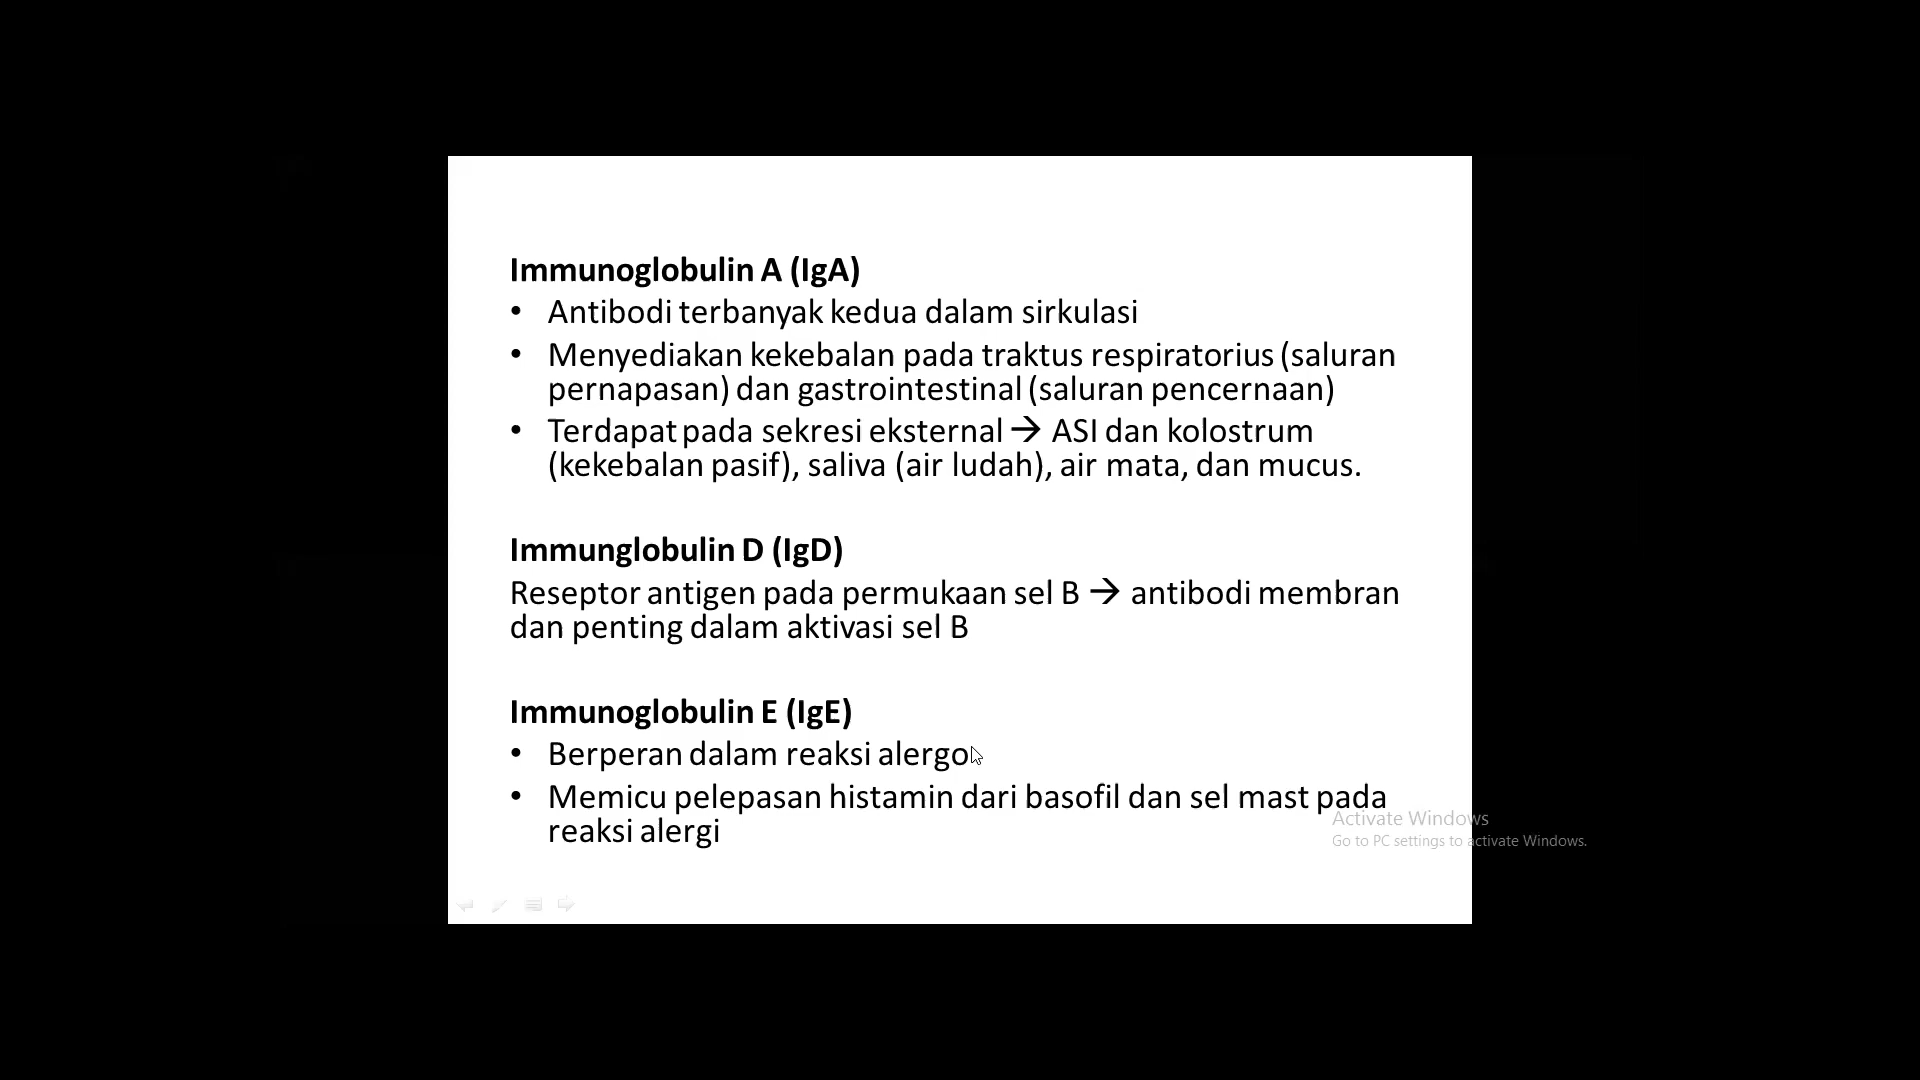 Immunoglobulin A (IgA)
• Antibodi terbanyak kedua dalam sirkulasi
• Menyediakan kekebalan pada traktus respiratorius (saluran
pernapasan) dan gastrointestinal (saluran pencernaan)
• Terdapat pada sekresi eksternal → ASI dan kolostrum
(kekebalan pasif), saliva (air ludah), air mata, dan mucus.
Immunglobulin D (IgD)
Reseptor antigen pada permukaan sel B → antibodi membran
dan penting dalam aktivasi sel B
Immunoglobulin E (IgE)
• Berperan dalam reaksi alergo
• Memicu pelepasan histamin dari basofil dan sel mast pada
reaksi alergi
Activate Windows
Go to PC settings to activate Windows.